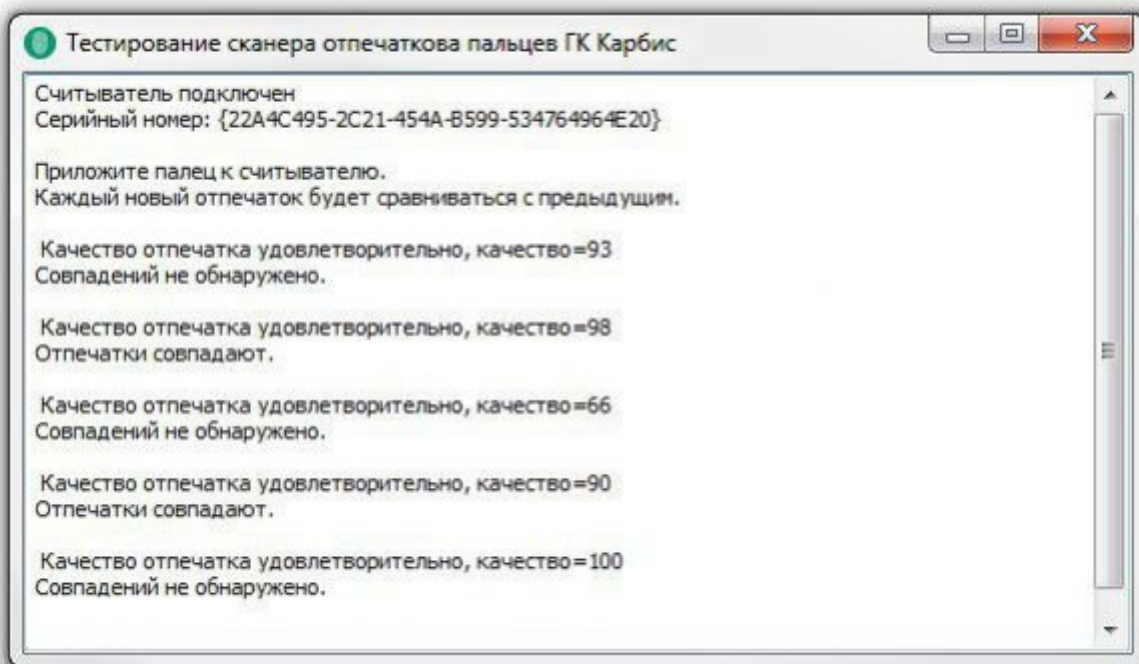 Тестирование сканера отпечаткова пальцев ГК Карбис
Считыватель подключен
Серийный номер: {22A4C495-2C21-454A-B599-534764964E20}
Приложите палец к считывателю.
Каждый новый отпечаток будет сравниваться с предыдущим.
Качество отпечатка удовлетворительно, качество=93
Совпадений не обнаружено.
Качество отпечатка удовлетворительно, качество=98
Отпечатки совпадают.
Качество отпечатка удовлетворительно, качество=66
Совпадений не обнаружено.
Качество отпечатка удовлетворительно, качество=90
Отпечатки совпадают.
Качество отпечатка удовлетворительно, качество=100
Совпадений не обнаружено.